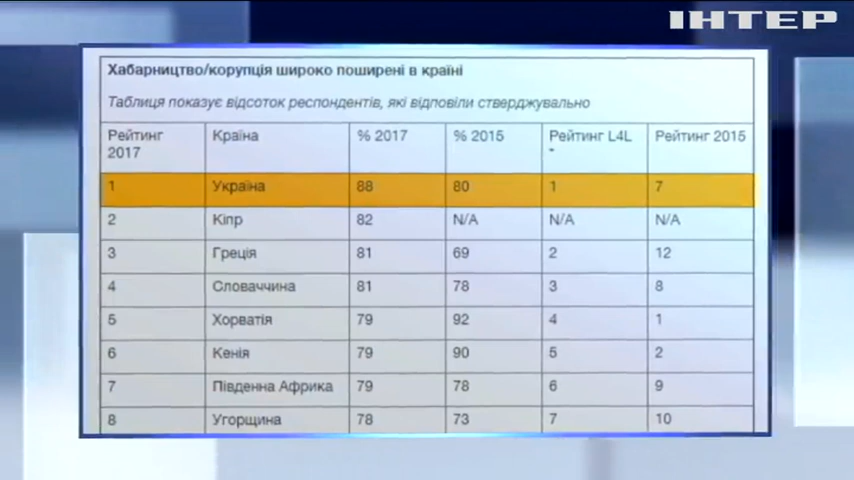 ІНТЕР
Хабарництво/корупція широко поширені в країні
Таблиця показує відсоток респондентів, які відповіли ствержувально
Рейтинг 2017 Країна % 2017 % 2015 Рейтинг L4L * Рейтинг 2015
1 Україна 88 80 1 7
2 Кіпр 82 N/A N/A N/A
3 Греція 81 69 2 12
4 Словаччина 81 78 3 8
5 Хорватія 79 92 4 1
6 Кенія 79 90 5 2
7 Південна Африка 79 78 6 9
8 Угорщина 78 73 7 10